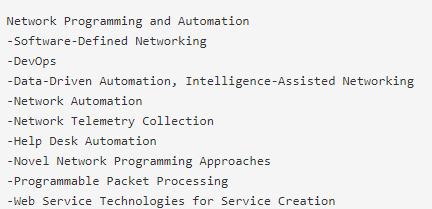 Network Programming and Automation
-Software-Defined Networking
-DevOps
-Data-Driven Automation, Intelligence-Assisted Networking
-Network Automation
-Network Telemetry Collection
-Help Desk Automation
-Novel Network Programming Approaches
-Programmable Packet Processing
-Web Service Technologies for Service Creation